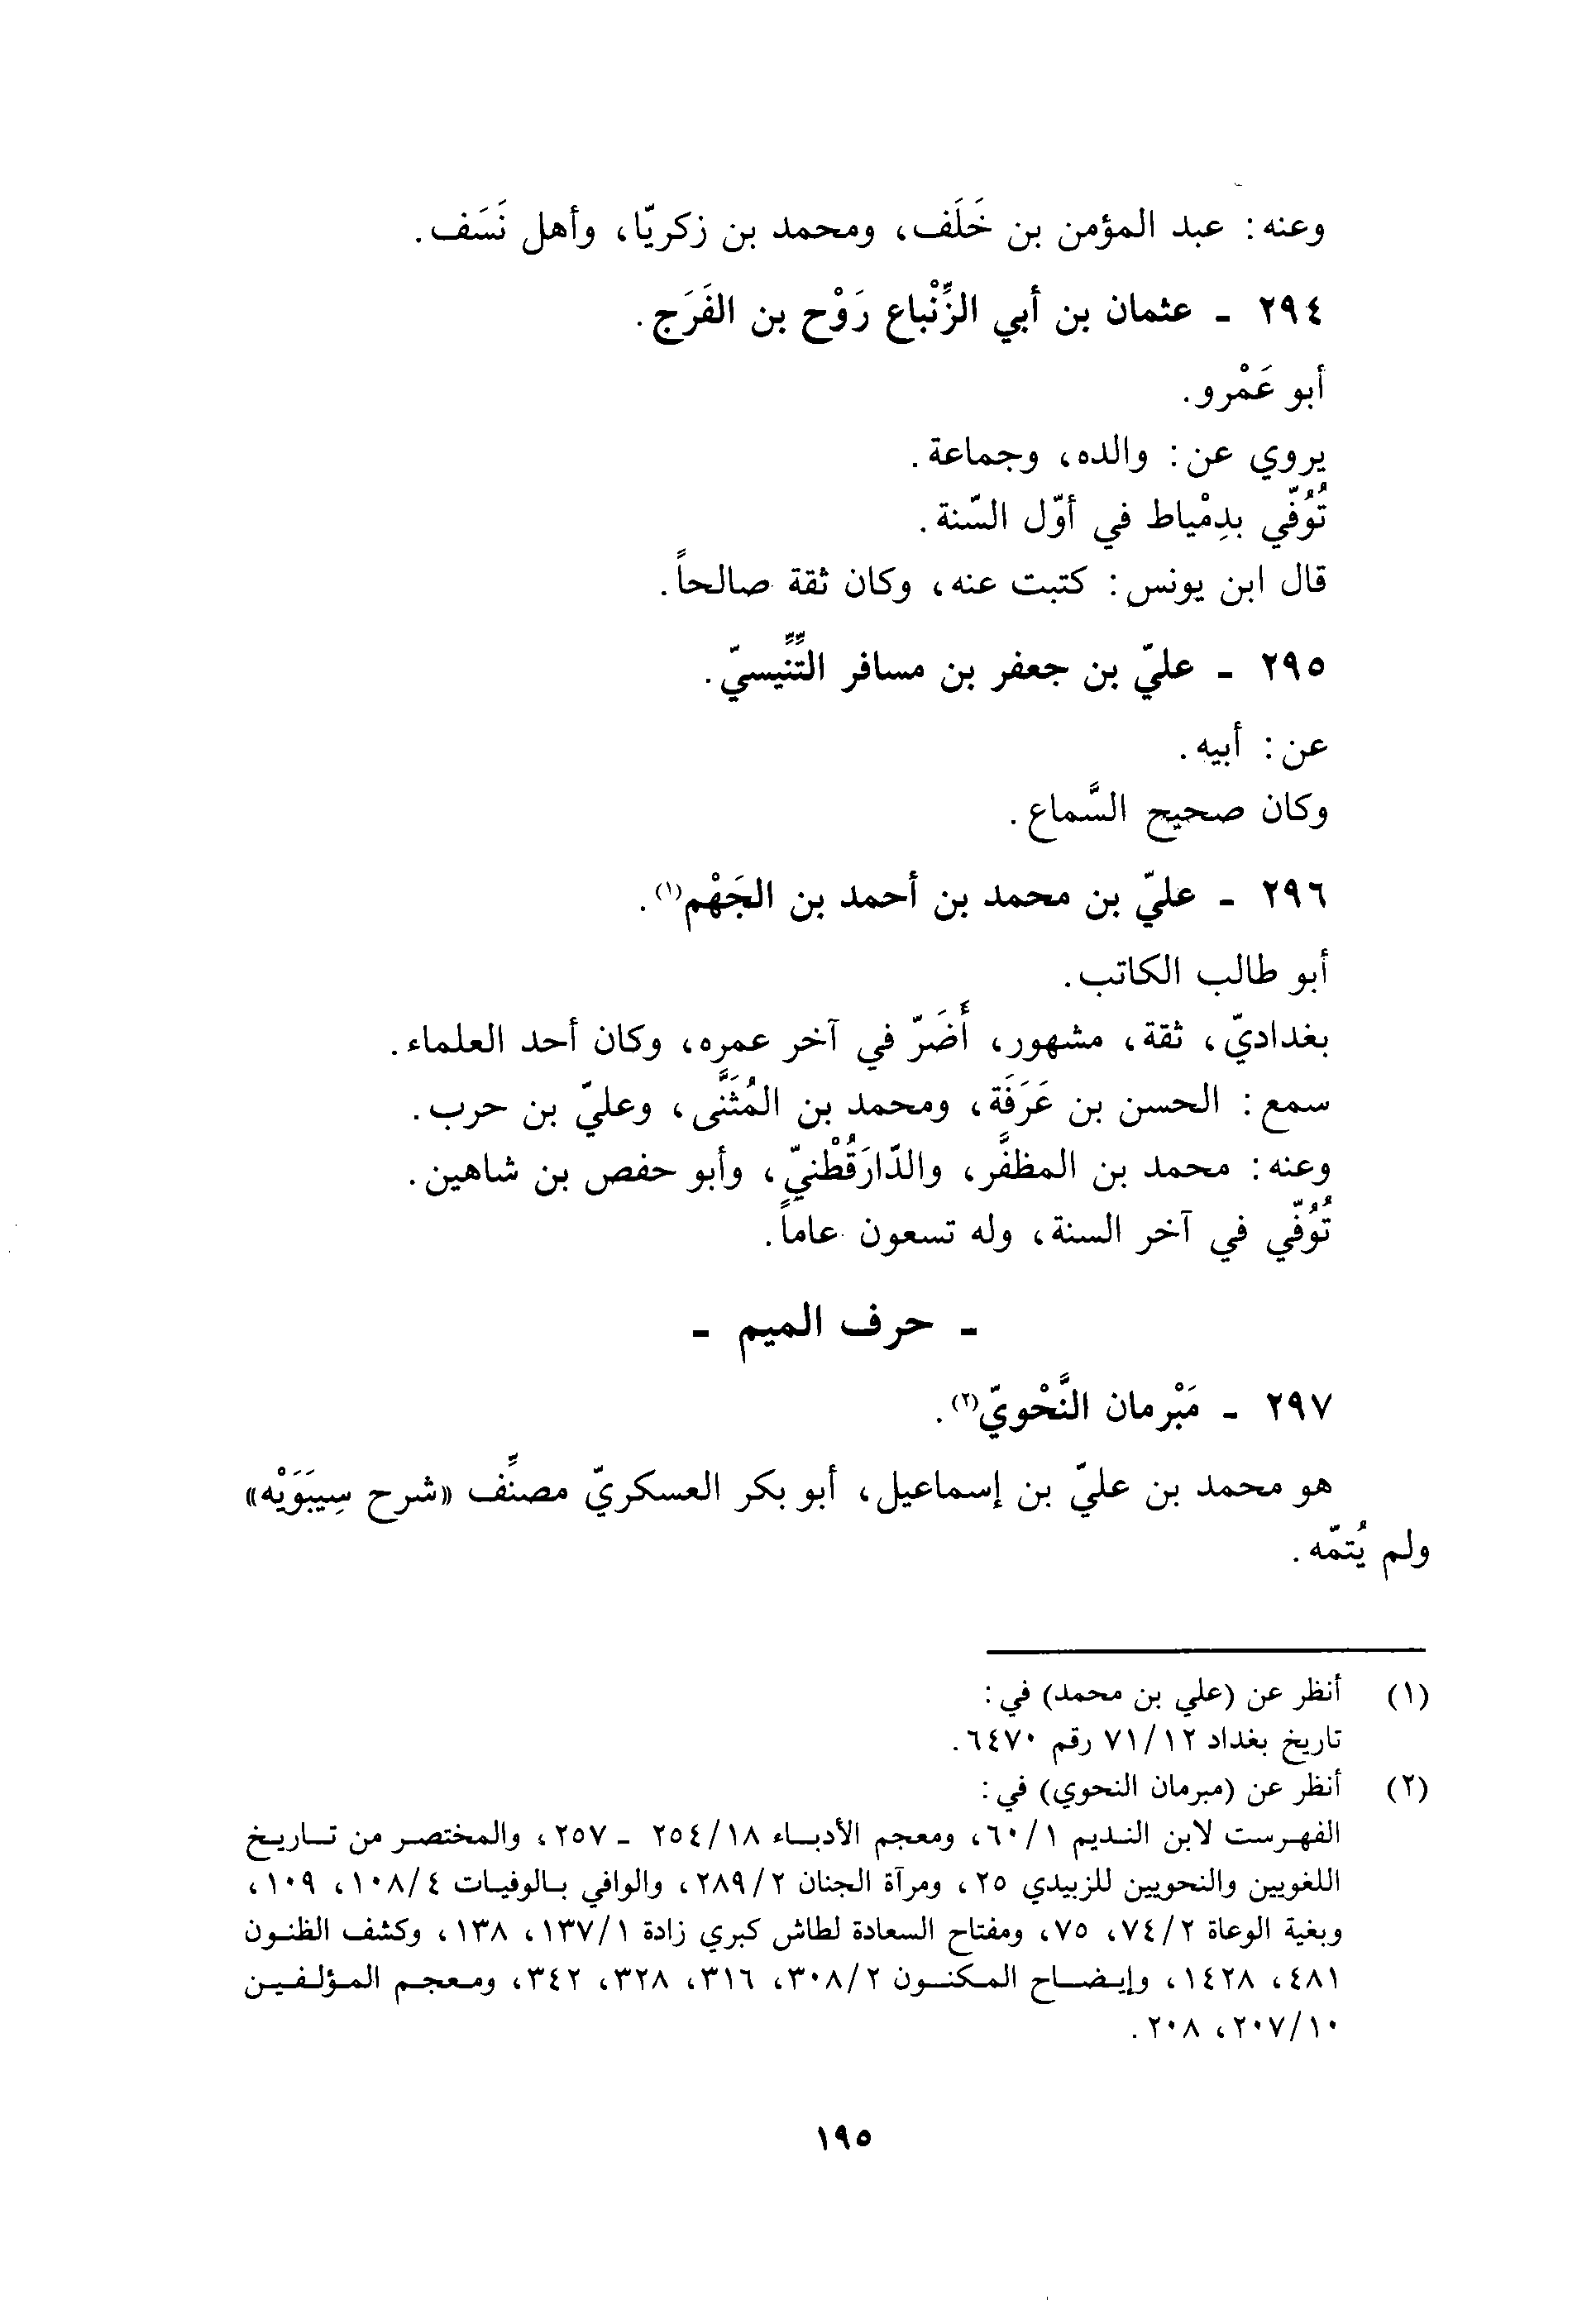 وعنه: عبد المؤمن بن خَلَف، ومحمد بن زكريّا، وأهل نَسَف.
٢٩٤ - عثمان بن أبي الزِّنْباع رَوْح بن الفَرَج.
أبو عَمْرو.
يروي عن: والده، وجماعة.
تُوُفّي بدِمْياط في أوّل السّنة.
قال ابن يونس: كتبت عنه، وكان ثقة صالحاً.
٢٩٥ - عليّ بن جعفر بن مسافر التِّنِّيسيّ.
عن: أبيه.
وكان صحيح السَّماع.
٢٩٦ - عليّ بن محمد بن أحمد بن الجَهْم(١).
أبو طالب الكاتب.
بغداديّ، ثقة، مشهور، أَضَرّ في آخر عمره، وكان أحد العلماء.
سمع: الحسن بن عَرَفَة، ومحمد بن المُثَنَّى، وعليّ بن حرب.
وعنه: محمد بن المظفَّر، والدّارَقُطْنيّ، وأبو حفص بن شاهين.
تُوُفّي في آخر السنة، وله تسعون عاماً.
- حرف الميم -
٢٩٧ - مَبْرمان النَّحْويّ(٢).
هو محمد بن عليّ بن إسماعيل، أبو بكر العسكريّ مصنِّف «شرح سِيبَوَيْه»
ولم يُتمّه.
(١) أنظر عن (علي بن محمد) في:
تاريخ بغداد ٧١/١٢ رقم ٦٤٧٠.
(٢) أنظر عن (مبرمان النحوي) في:
الفهرست لابن النديم ٦٠/١، ومعجم الأدباء ٢٥٤/١٨ - ٢٥٧، والمختصر من تاريخ
اللغويين والنحويين للزبيدي ٢٥، ومرآة الجنان ٢٨٩/٢، والوافي بالوفيات ١٠٨/٤، ١٠٩،
وبغية الوعاة ٧٤/٢، ٧٥، ومفتاح السعادة لطاش كبري زادة ١٣٧/١، ١٣٨، وكشف الظنون
٤٨١، ١٤٢٨، وإيضاح المكنون ٣٠٨/٢، ٣١٦، ٣٢٨، ٣٤٢، ومعجم المؤلفين
٢٠٧/١٠، ٢٠٨.
١٩٥